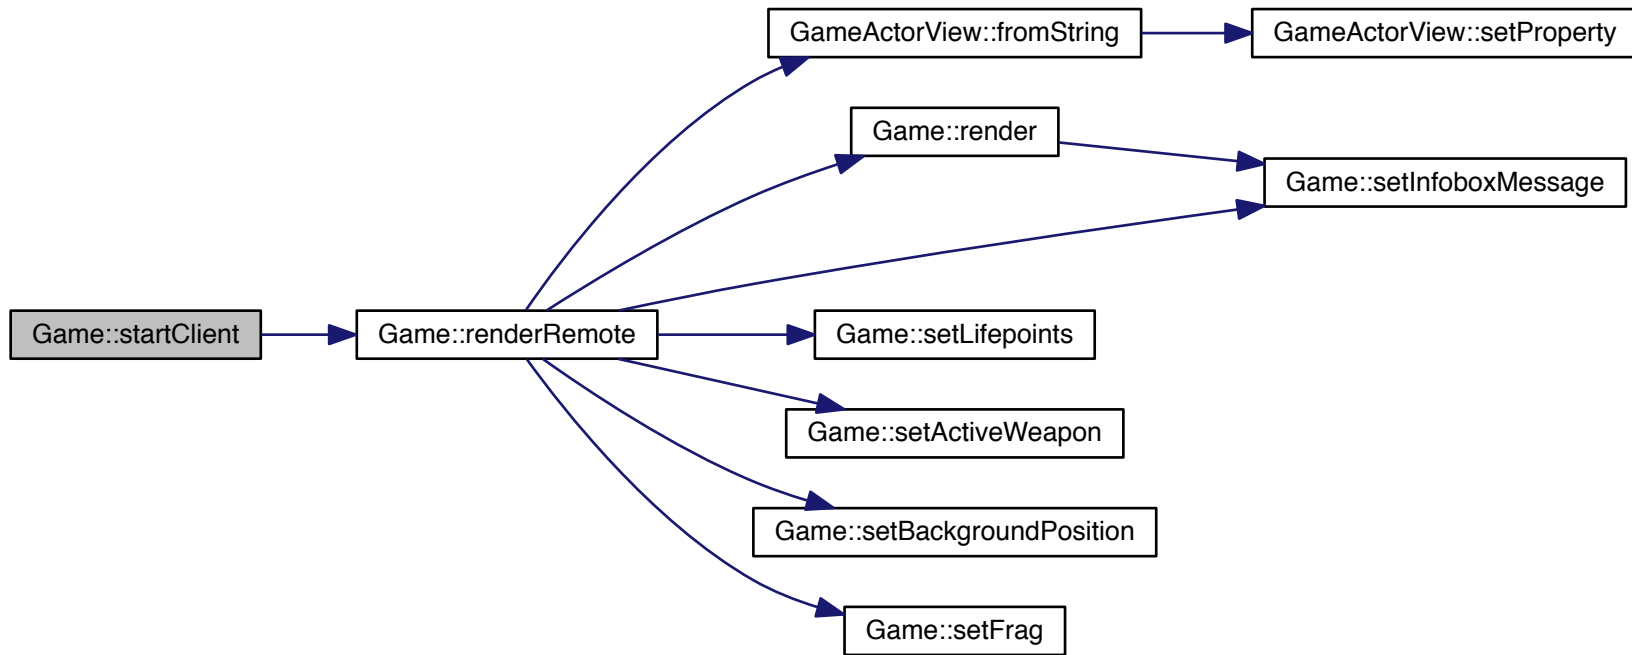 GameActorView::fromString
GameActorView::setProperty
Game::render
Game::setInfoboxMessage
Game::startClient
Game::renderRemote
Game::setLifepoints
Game::setActiveWeapon
Game::setBackgroundPosition
Game::setFrag